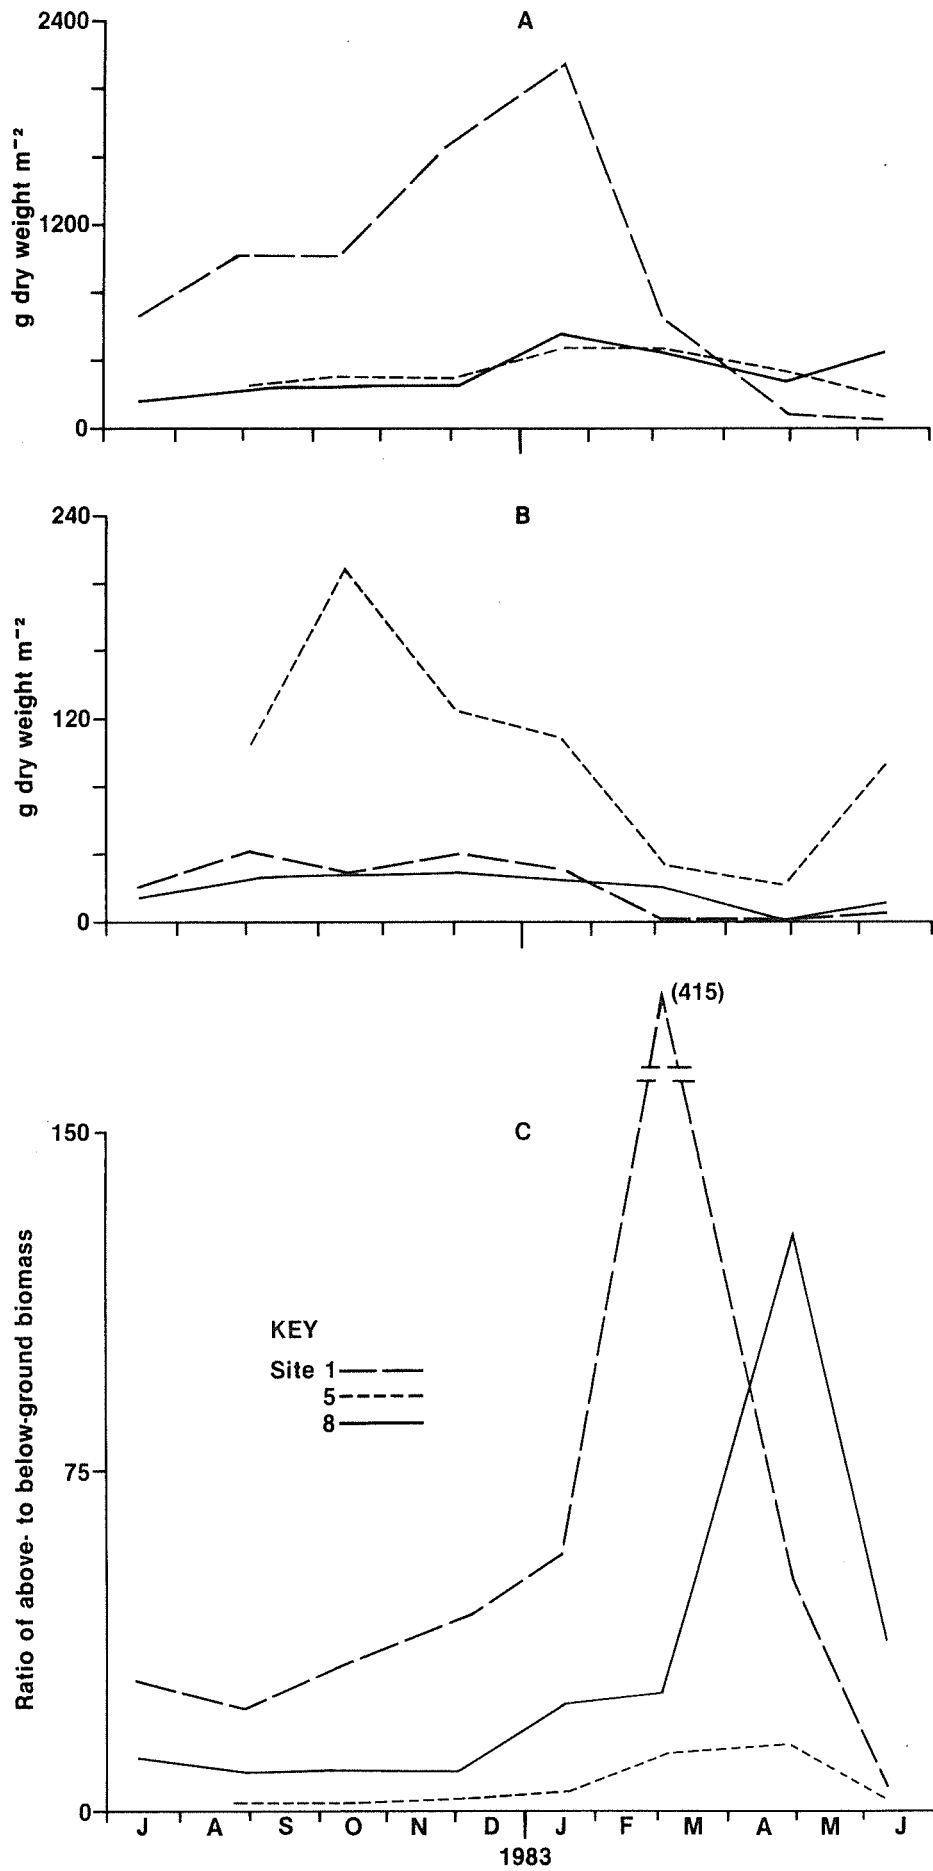 A
2400
1200
0
g dry weight m⁻²
B
240
120
0
g dry weight m⁻²
(415)
C
150
75
0
Ratio of above- to below-ground biomass
KEY
Site 1
5
8
J A S O N D J F M A M J
1983